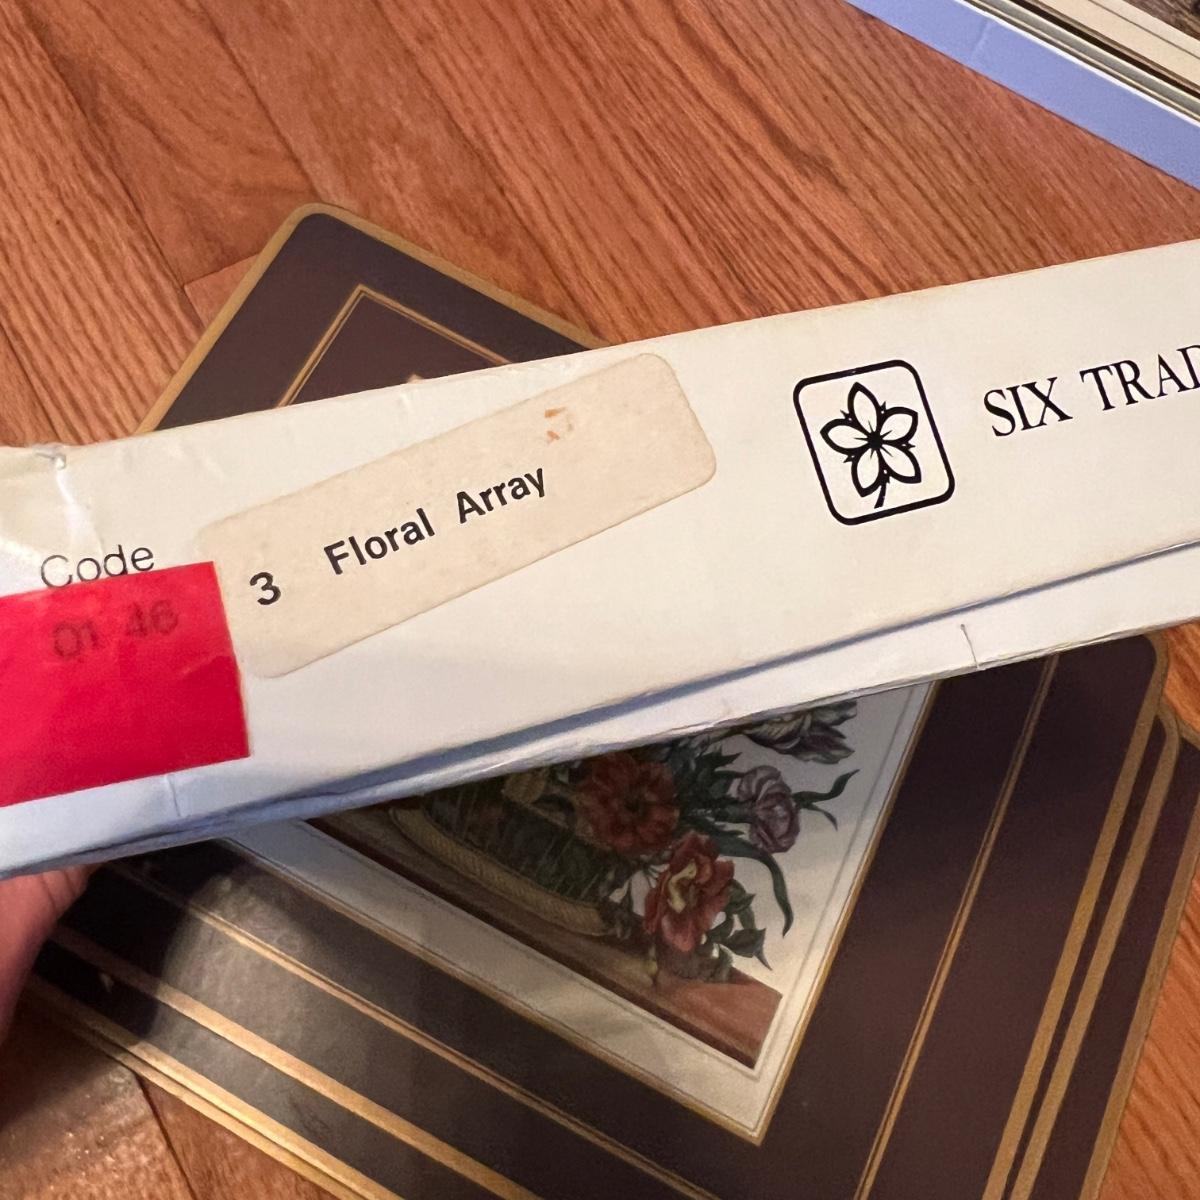 Code
01 46
3 Floral Array
SIX TRAD